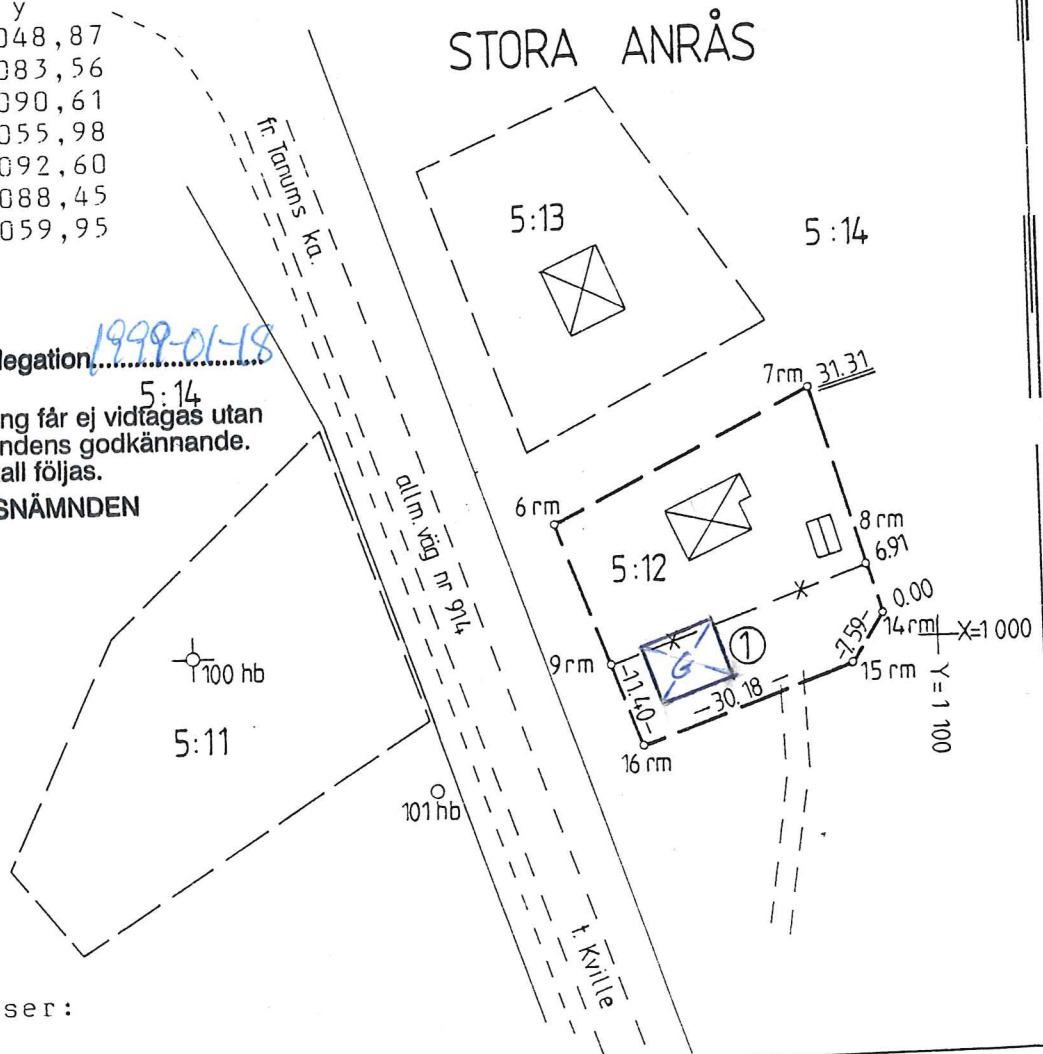 y
048,87
083,56
090,61
055,98
092,60
088,45
059,95
STORA ANRÅS
fr. Tanums ka.
5:13
5:14
legation 1999-01-18
5:14
ng får ej vidtagas utan
ndens godkännande.
all följas.
SNÄMNDEN
7rm 31.31
6 rm
allm. väg nr 914
8 rm
6.91
5:12
0.00
14 rm
X=1 000
-7.59-
Y=1 100
9 rm
G
1
15 rm
-11.40-
-30.18-
16 rm
100 hb
5:11
101 hb
t. Kville
ser: